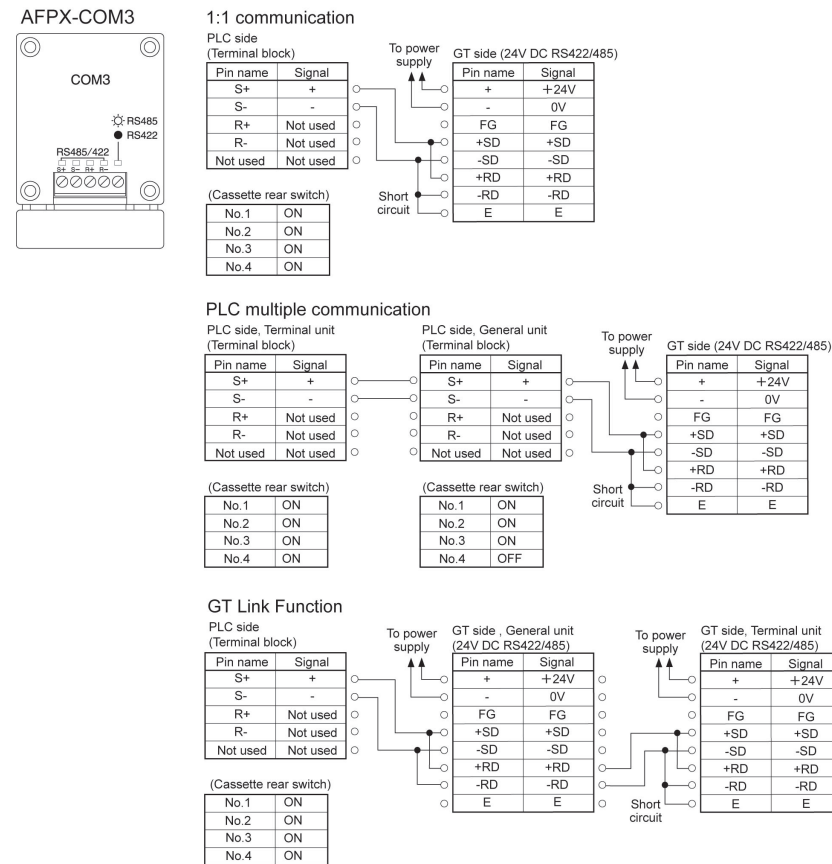 AFPX-COM3
COM3
RS485
RS422
RS485/422
S+ S- R+ R-
1:1 communication
PLC side
(Terminal block)
Pin name Signal
S+ +
S- -
R+ Not used
R- Not used
Not used Not used
(Cassette rear switch)
No.1 ON
No.2 ON
No.3 ON
No.4 ON
To power
supply
Short
circuit
GT side (24V DC RS422/485)
Pin name Signal
+ +24V
- 0V
FG FG
+SD +SD
-SD -SD
+RD +RD
-RD -RD
E E
PLC multiple communication
PLC side, Terminal unit
(Terminal block)
Pin name Signal
S+ +
S- -
R+ Not used
R- Not used
Not used Not used
(Cassette rear switch)
No.1 ON
No.2 ON
No.3 ON
No.4 ON
PLC side, General unit
(Terminal block)
Pin name Signal
S+ +
S- -
R+ Not used
R- Not used
Not used Not used
(Cassette rear switch)
No.1 ON
No.2 ON
No.3 ON
No.4 OFF
To power
supply
Short
circuit
GT side (24V DC RS422/485)
Pin name Signal
+ +24V
- 0V
FG FG
+SD +SD
-SD -SD
+RD +RD
-RD -RD
E E
GT Link Function
PLC side
(Terminal block)
Pin name Signal
S+ +
S- -
R+ Not used
R- Not used
Not used Not used
(Cassette rear switch)
No.1 ON
No.2 ON
No.3 ON
No.4 ON
To power
supply
GT side , General unit
(24V DC RS422/485)
Pin name Signal
+ +24V
- 0V
FG FG
+SD +SD
-SD -SD
+RD +RD
-RD -RD
E E
To power
supply
Short
circuit
GT side, Terminal unit
(24V DC RS422/485)
Pin name Signal
+ +24V
- 0V
FG FG
+SD +SD
-SD -SD
+RD +RD
-RD -RD
E E